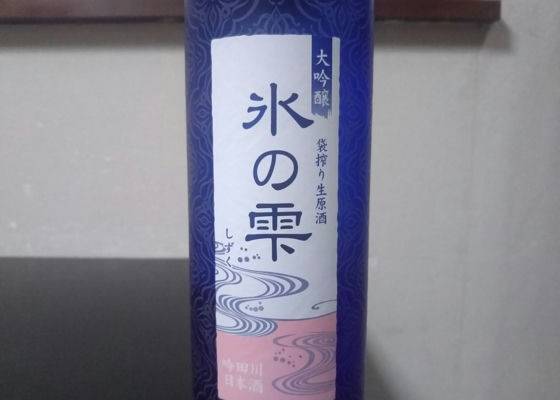 大吟醸
袋搾り生原酒
氷の雫
しずく
吟田川
日本酒